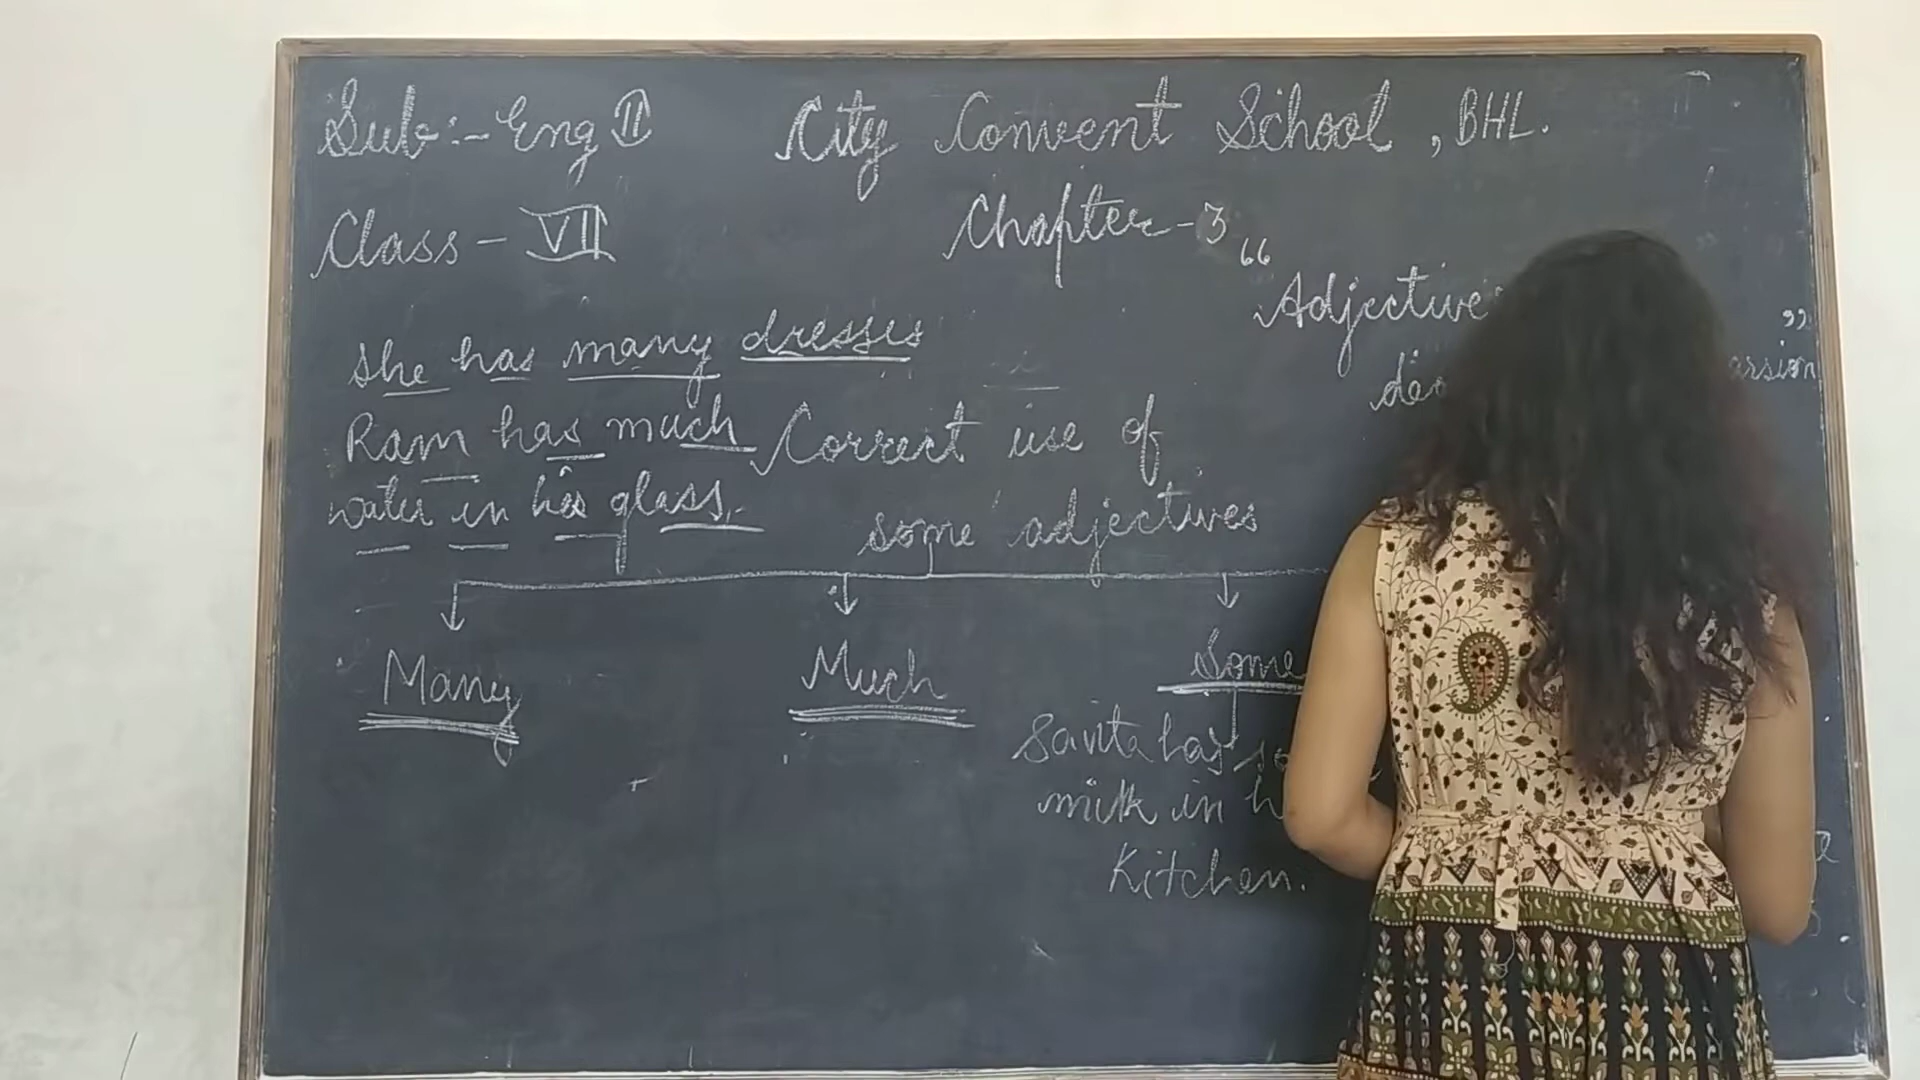 Sub:- Eng II
City Convent School, BHL.
Class - VII
Chapter - 3
"Adjective
"
She has many dresses
Ram has much
water in his glass.
Correct use of
some adjectives
Many
Much
Some
Savita has
milk in
Kitchen.